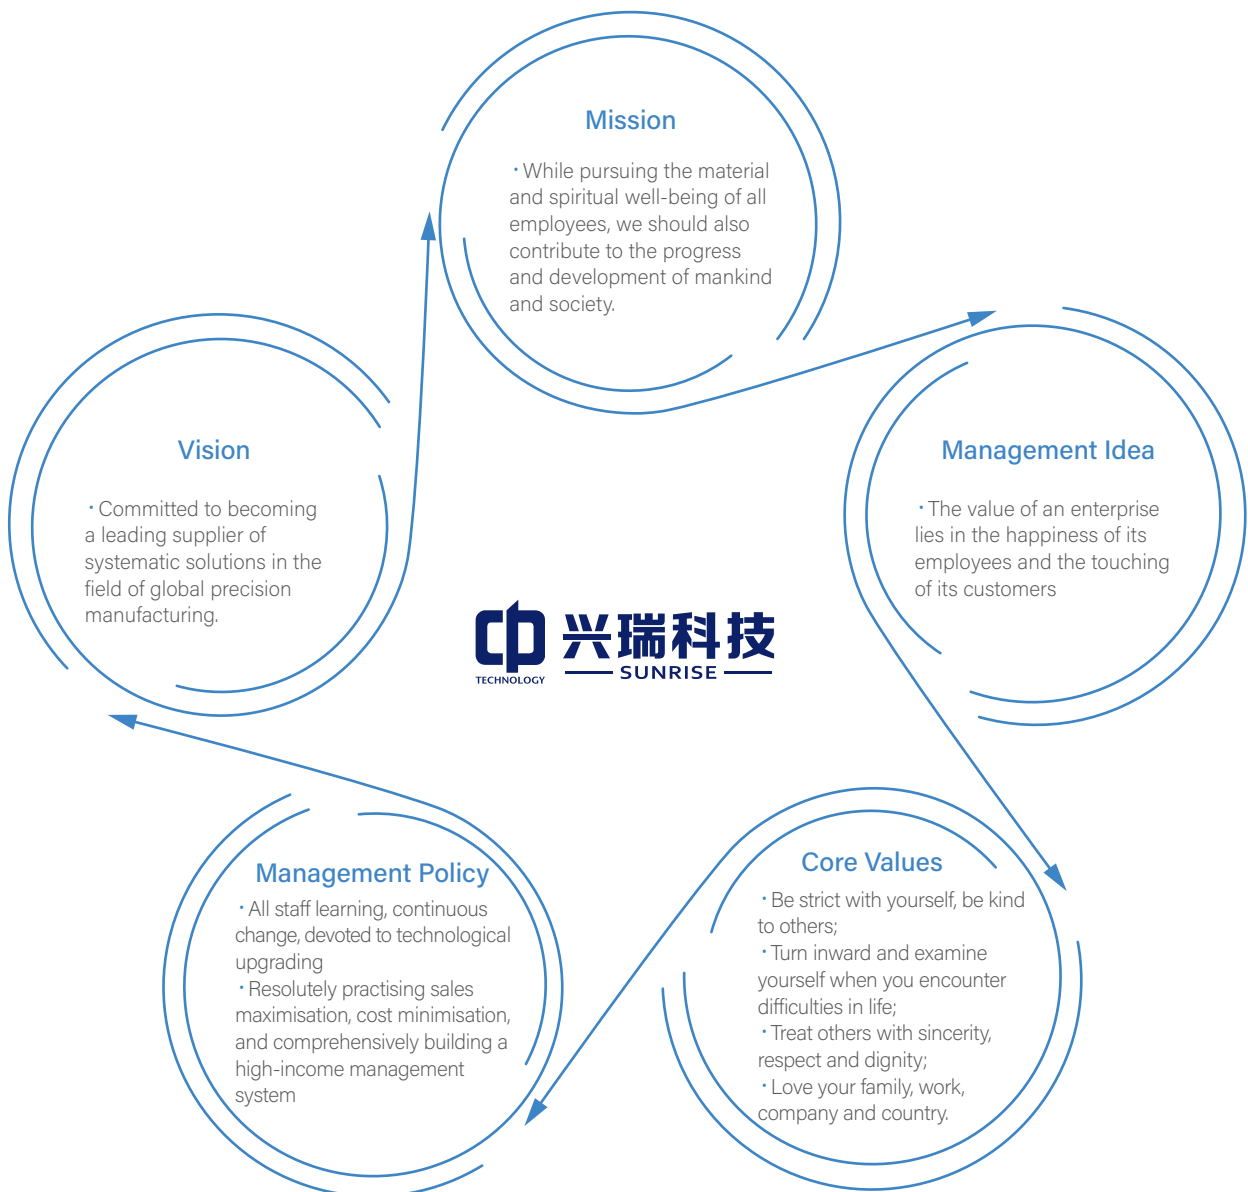 Mission
· While pursuing the material
and spiritual well-being of all
employees, we should also
contribute to the progress
and development of mankind
and society.
Vision
· Committed to becoming
a leading supplier of
systematic solutions in the
field of global precision
manufacturing.
Management Idea
· The value of an enterprise
lies in the happiness of its
employees and the touching
of its customers
兴瑞科技
TECHNOLOGY
SUNRISE
Management Policy
· All staff learning, continuous
change, devoted to technological
upgrading
· Resolutely practising sales
maximisation, cost minimisation,
and comprehensively building a
high-income management
system
Core Values
· Be strict with yourself, be kind
to others;
· Turn inward and examine
yourself when you encounter
difficulties in life;
· Treat others with sincerity,
respect and dignity;
· Love your family, work,
company and country.